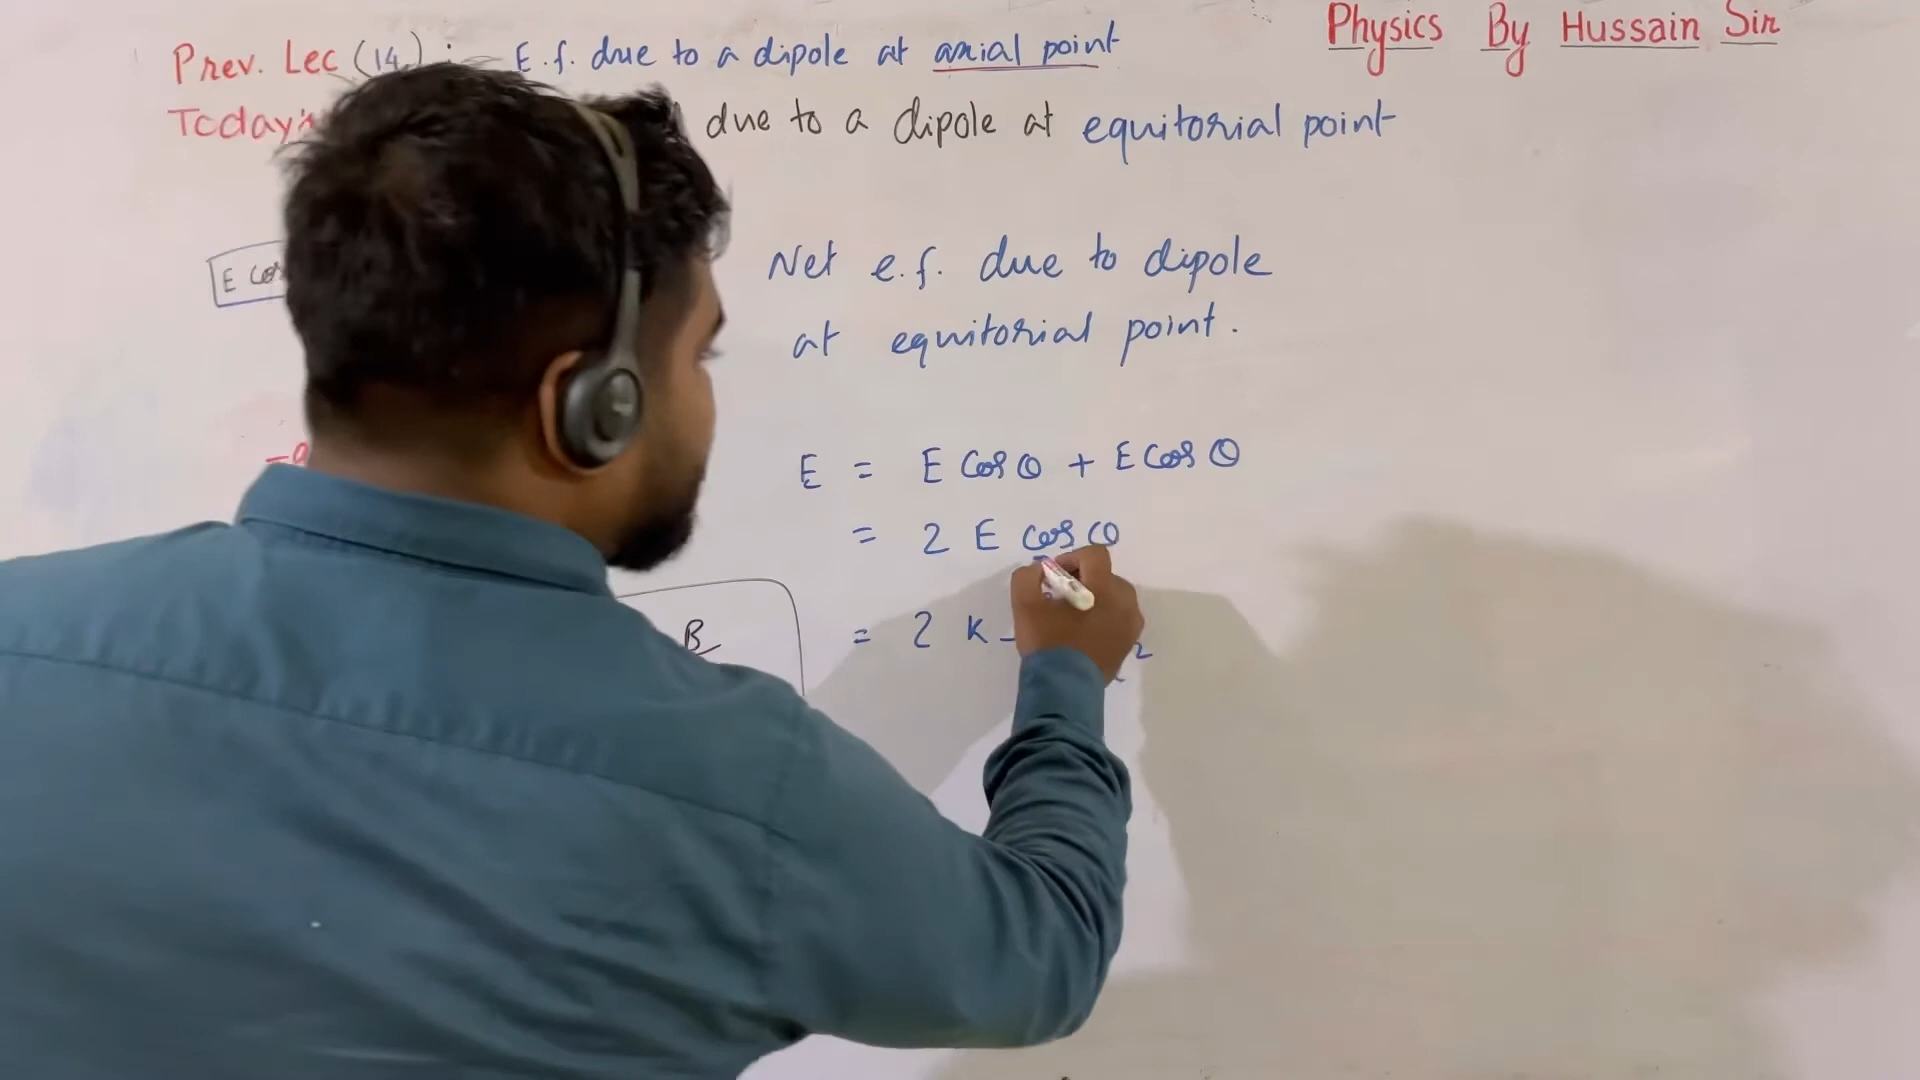 Prev. Lec (14) :- E.f. due to a dipole at axial point
Physics By Hussain Sir
Today's due to a dipole at equitorial point
E Cos
Net e.f. due to dipole
at equitorial point.
E = E Cos θ + E Cos θ
= 2 E Cos θ
B
= 2 K
2
-q